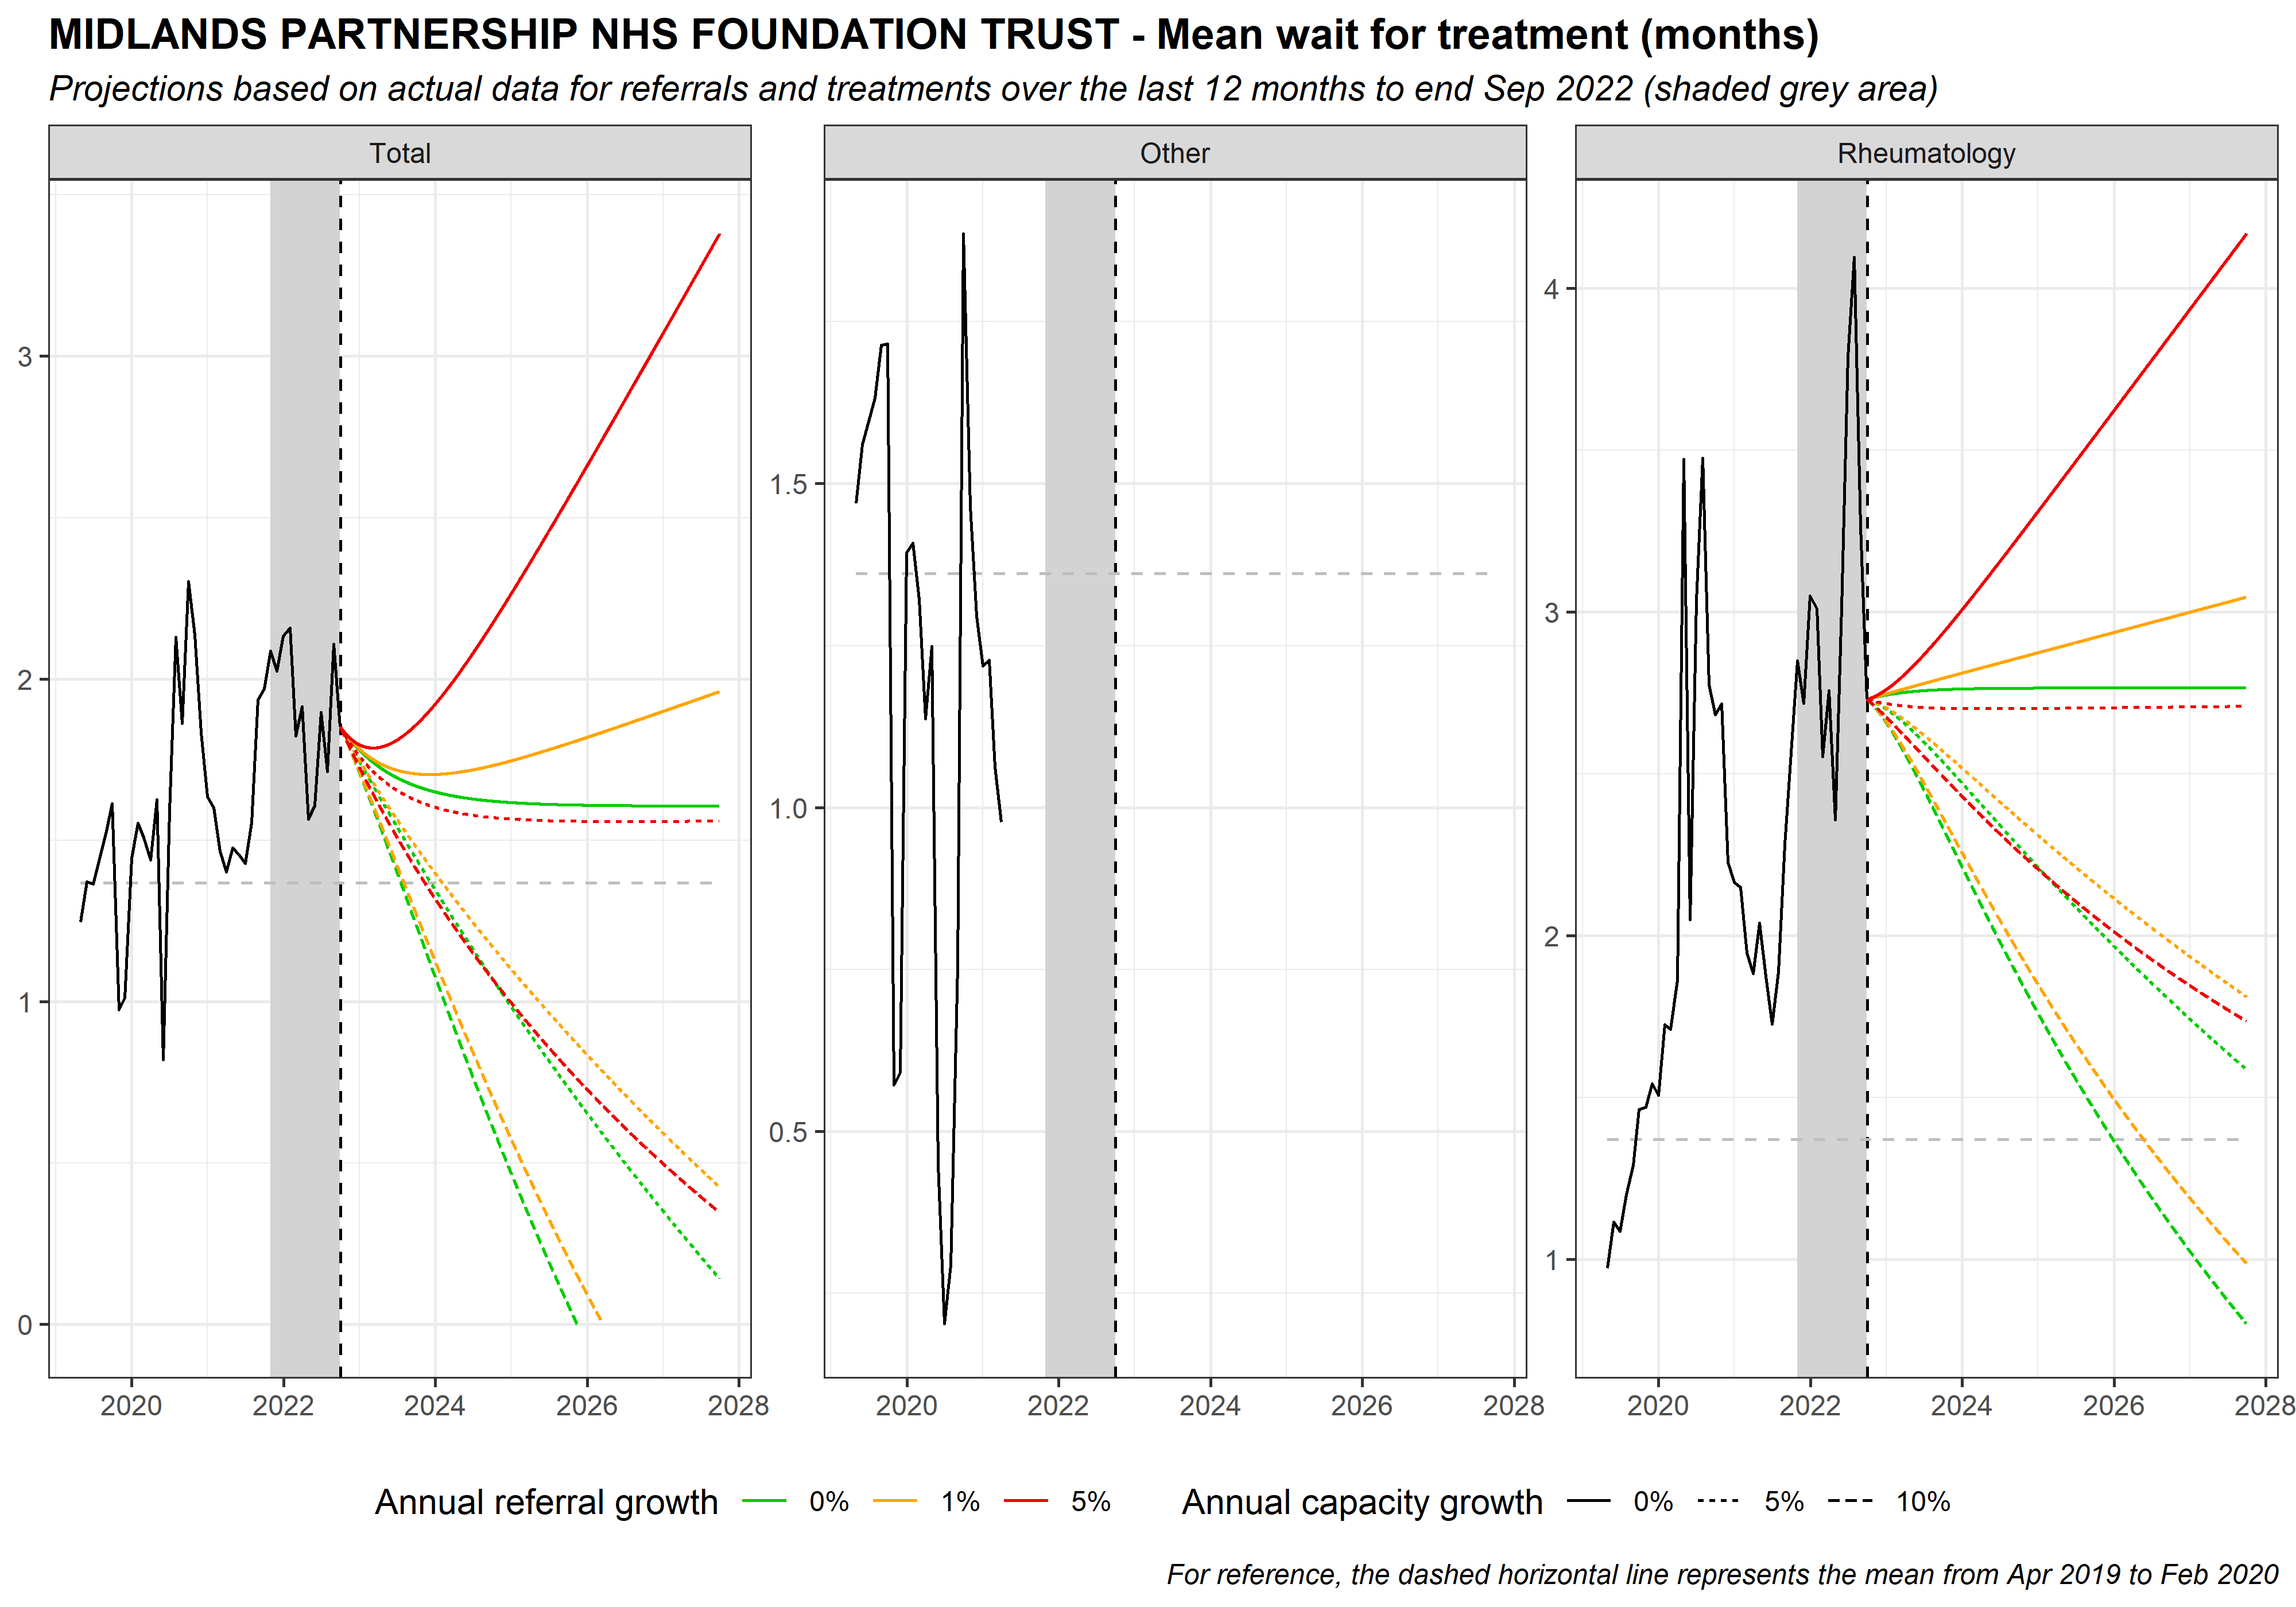 MIDLANDS PARTNERSHIP NHS FOUNDATION TRUST - Mean wait for treatment (months)
Projections based on actual data for referrals and treatments over the last 12 months to end Sep 2022 (shaded grey area)
Total
Other
Rheumatology
3
2
1
0
1.5
1.0
0.5
4
3
2
1
2020 2022 2024 2026 2028
2020 2022 2024 2026 2028
2020 2022 2024 2026 2028
Annual referral growth 0% 1% 5%
Annual capacity growth 0% 5% 10%
For reference, the dashed horizontal line represents the mean from Apr 2019 to Feb 2020